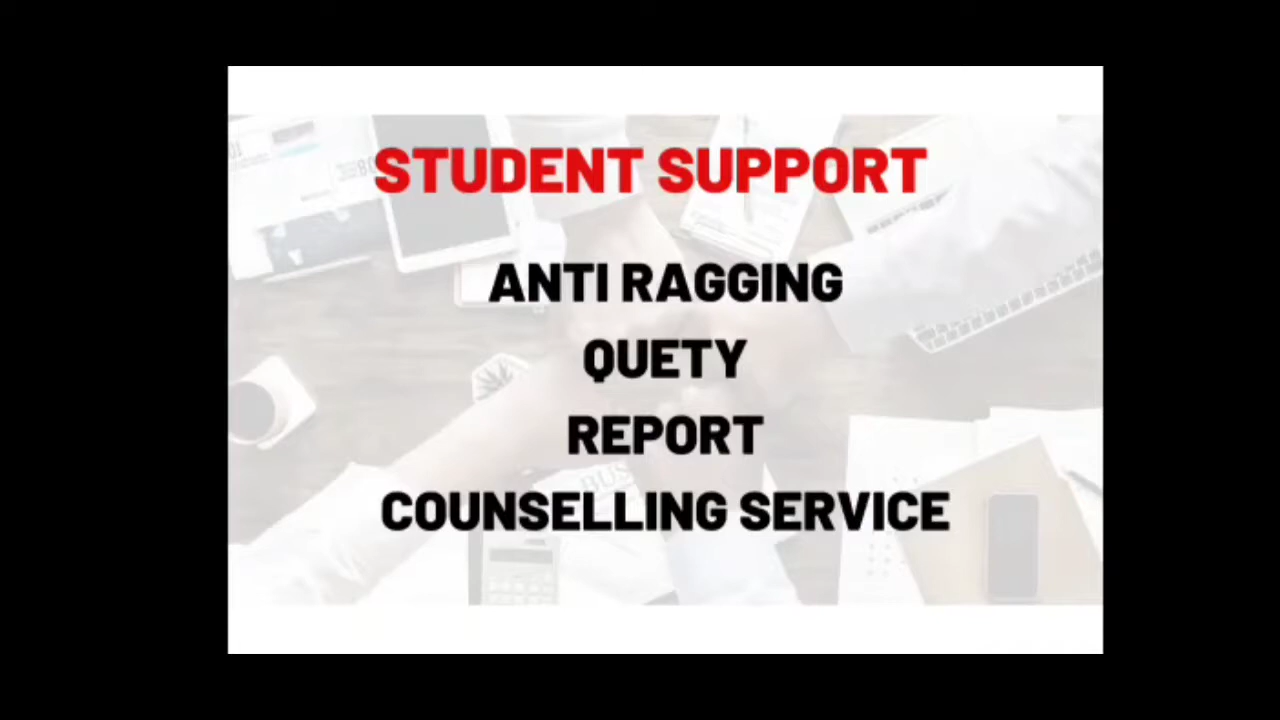 STUDENT SUPPORT
ANTI RAGGING
QUETY
REPORT
COUNSELLING SERVICE